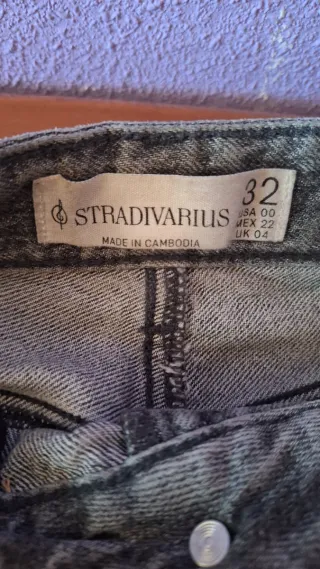 STRADIVARIUS
MADE IN CAMBODIA
32
USA 00
MEX 22
UK 04